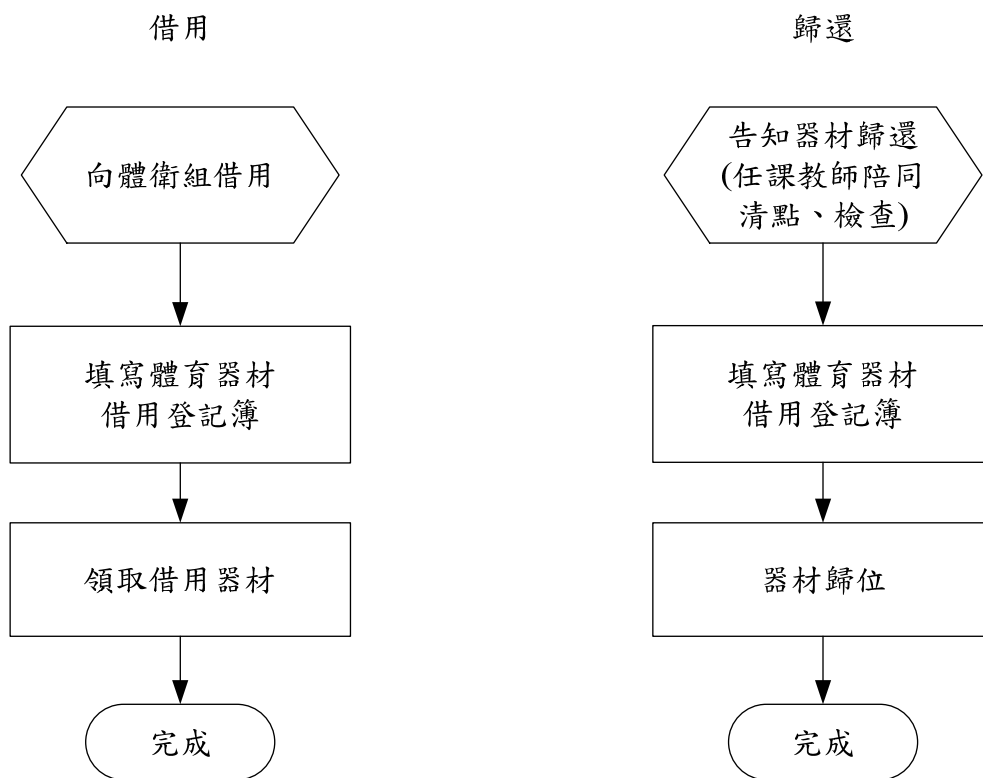 借用
向體衛組借用
填寫體育器材
借用登記簿
領取借用器材
完成
歸還
告知器材歸還
(任課教師陪同
清點、檢查)
填寫體育器材
借用登記簿
器材歸位
完成